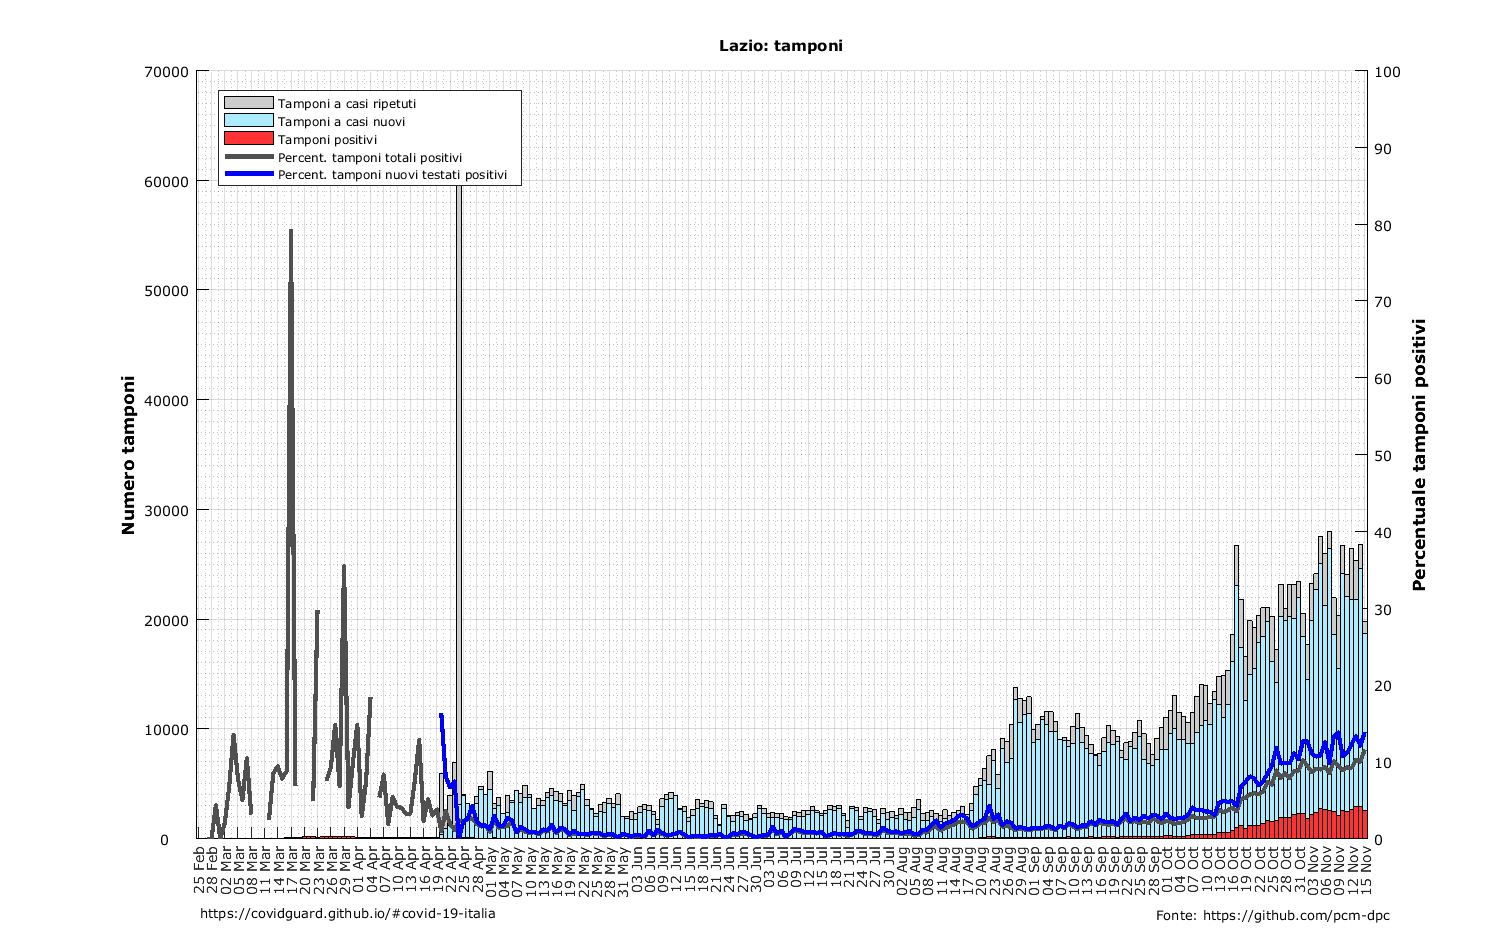 Lazio: tamponi
Tamponi a casi ripetuti
Tamponi a casi nuovi
Tamponi positivi
Percent. tamponi totali positivi
Percent. tamponi nuovi testati positivi
Numero tamponi
70000
60000
50000
40000
30000
20000
10000
0
Percentuale tamponi positivi
100
90
80
70
60
50
40
30
20
10
0
25 Feb
28 Feb
02 Mar
05 Mar
08 Mar
11 Mar
14 Mar
17 Mar
20 Mar
23 Mar
26 Mar
29 Mar
01 Apr
04 Apr
07 Apr
10 Apr
13 Apr
16 Apr
19 Apr
22 Apr
25 Apr
28 Apr
01 May
04 May
07 May
10 May
13 May
16 May
19 May
22 May
25 May
28 May
31 May
03 Jun
06 Jun
09 Jun
12 Jun
15 Jun
18 Jun
21 Jun
24 Jun
27 Jun
30 Jun
03 Jul
06 Jul
09 Jul
12 Jul
15 Jul
18 Jul
21 Jul
24 Jul
27 Jul
30 Jul
02 Aug
05 Aug
08 Aug
11 Aug
14 Aug
17 Aug
20 Aug
23 Aug
26 Aug
29 Aug
01 Sep
04 Sep
07 Sep
10 Sep
13 Sep
16 Sep
19 Sep
22 Sep
25 Sep
28 Sep
01 Oct
04 Oct
07 Oct
10 Oct
13 Oct
16 Oct
19 Oct
22 Oct
25 Oct
28 Oct
31 Oct
03 Nov
06 Nov
09 Nov
12 Nov
15 Nov
https://covidguard.github.io/#covid-19-italia
Fonte: https://github.com/pcm-dpc